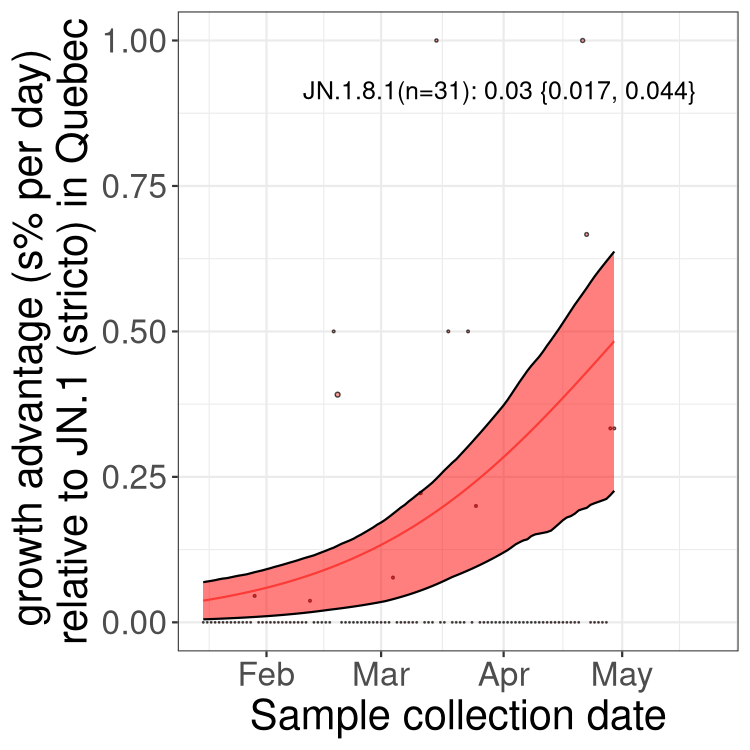 growth advantage (s% per day)
relative to JN.1 (stricto) in Quebec
1.00
0.75
0.50
0.25
0.00
JN.1.8.1(n=31): 0.03 {0.017, 0.044}
Feb Mar Apr May
Sample collection date